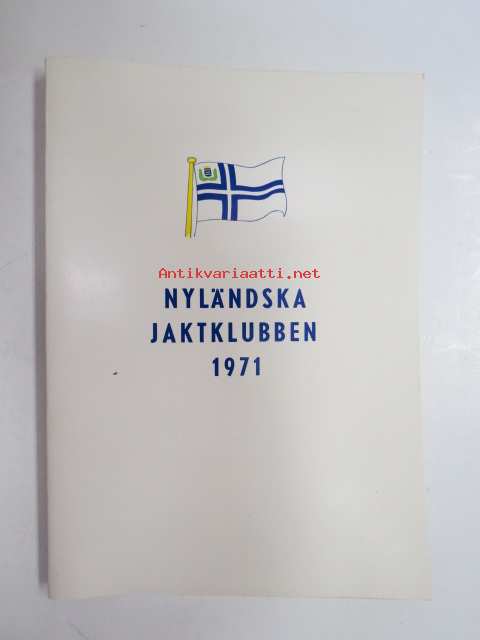 Antikvariaatti.net
NYLÄNDSKA
JAKTKLUBBEN
1971